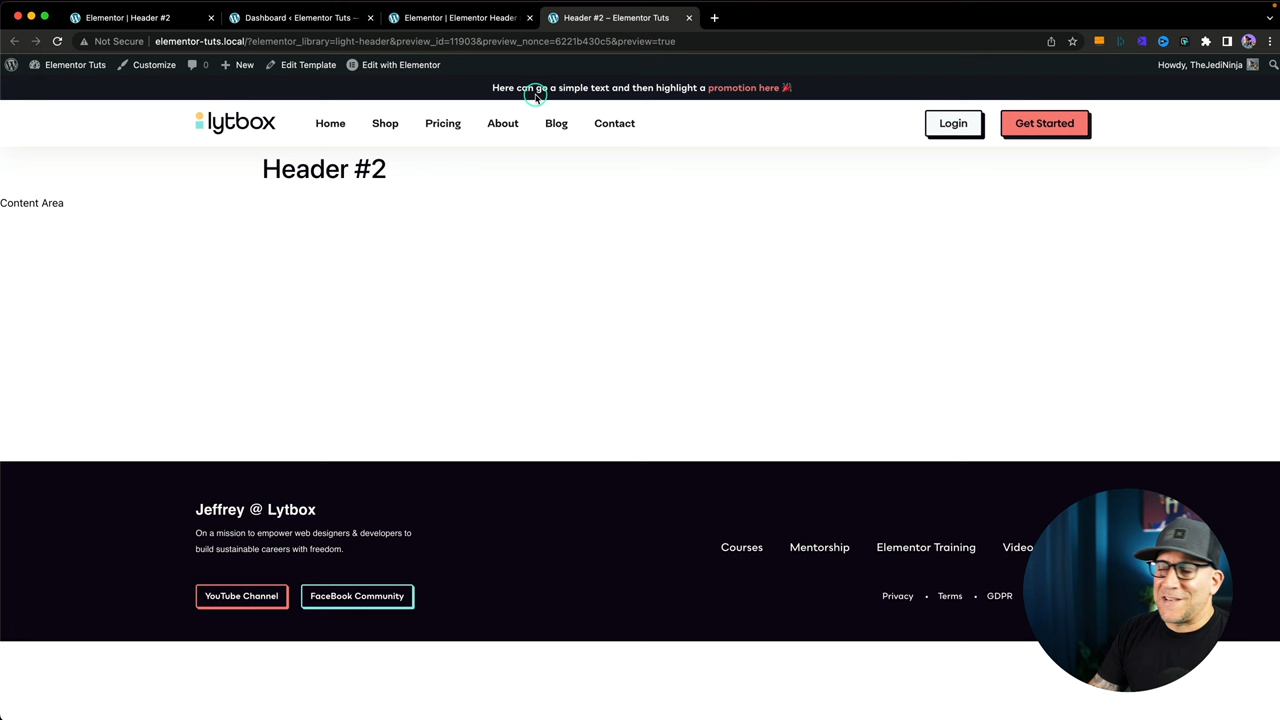 Elementor | Header #2
Dashboard ‹ Elementor Tuts —
Elementor | Elementor Header
Header #2 – Elementor Tuts
Not Secure
elementor-tuts.local/?elementor_library=light-header&preview_id=11903&preview_nonce=6221b430c5&preview=true
Elementor Tuts
Customize
0
New
Edit Template
Edit with Elementor
Howdy, TheJediNinja
Here can go a simple text and then highlight a promotion here 🎉
lytbox
Home
Shop
Pricing
About
Blog
Contact
Login
Get Started
Header #2
Content Area
Jeffrey @ Lytbox
On a mission to empower web designers & developers to
build sustainable careers with freedom.
Courses
Mentorship
Elementor Training
Video
YouTube Channel
FaceBook Community
Privacy
•
Terms
•
GDPR